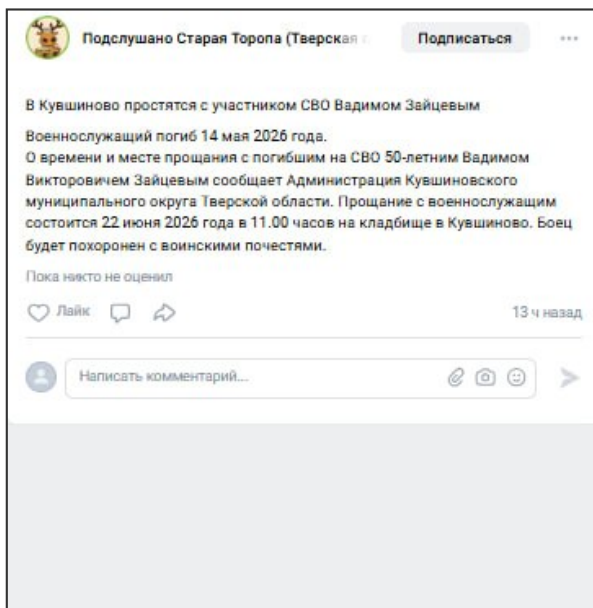 Подслушано Старая Торопа (Тверская
Подписаться
В Кувшиново простятся с участником СВО Вадимом Зайцевым
Военнослужащий погиб 14 мая 2026 года.
О времени и месте прощания с погибшим на СВО 50-летним Вадимом
Викторовичем Зайцевым сообщает Администрация Кувшиновского
муниципального округа Тверской области. Прощание с военнослужащим
состоится 22 июня 2026 года в 11.00 часов на кладбище в Кувшиново. Боец
будет похоронен с воинскими почестями.
Пока никто не оценил
Лайк
13 ч назад
Написать комментарий...